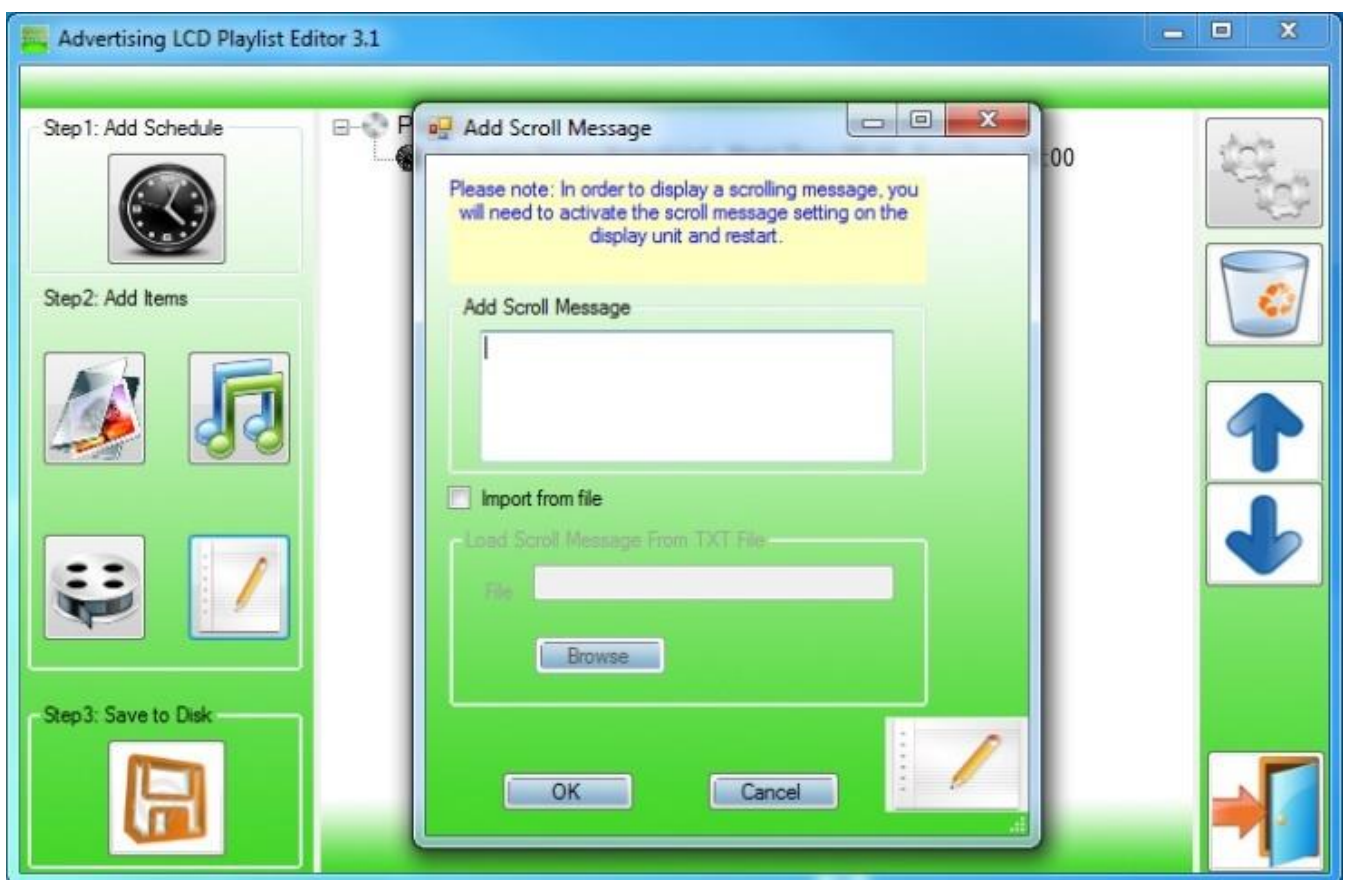 Advertising LCD Playlist Editor 3.1
Step1: Add Schedule
P
:00
Add Scroll Message
Please note: In order to display a scrolling message, you
will need to activate the scroll message setting on the
display unit and restart.
Step2: Add Items
Add Scroll Message
Import from file
Load Scroll Message From TXT File
File
Browse
Step3: Save to Disk
OK
Cancel